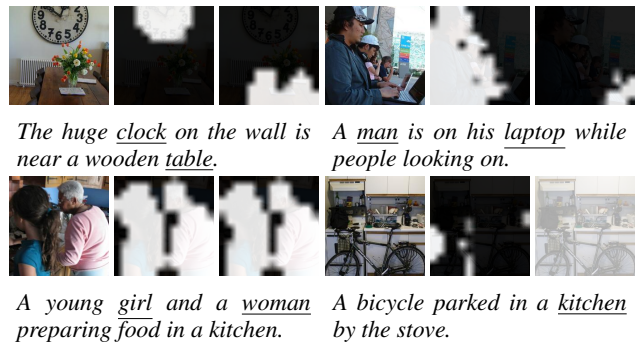 The huge clock on the wall is
near a wooden table.
A man is on his laptop while
people looking on.
A young girl and a woman
preparing food in a kitchen.
A bicycle parked in a kitchen
by the stove.